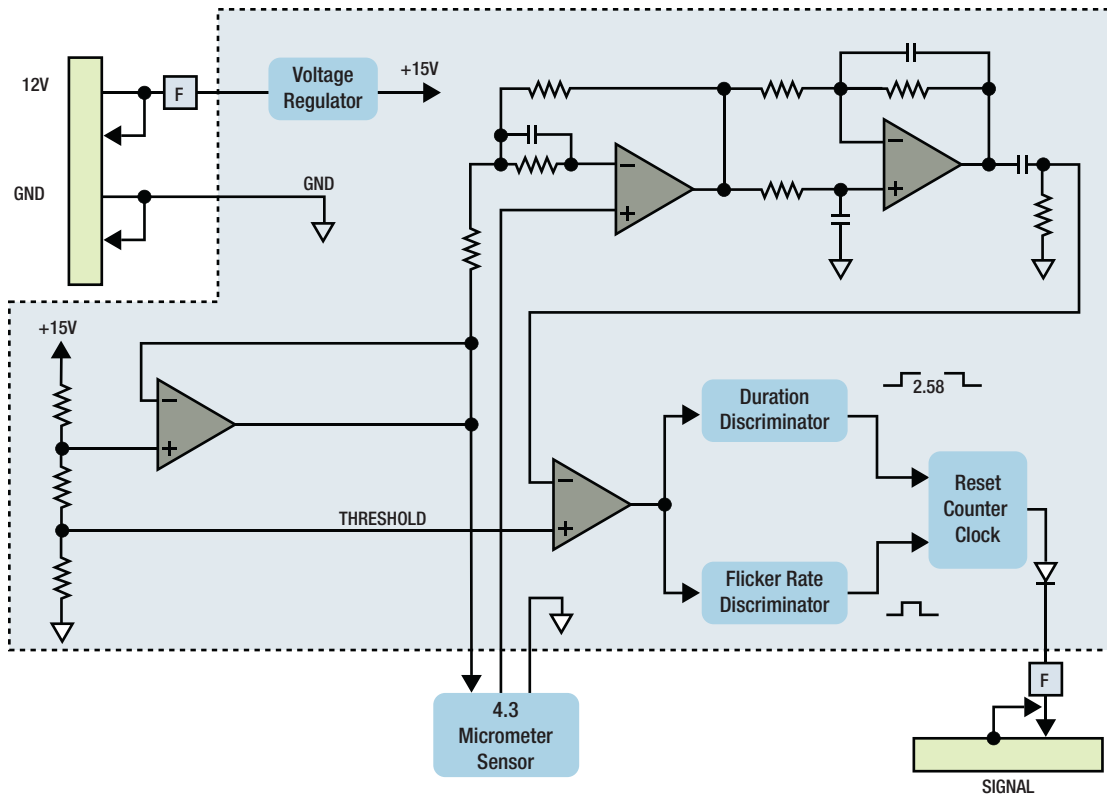 12V
F
Voltage
Regulator
+15V
GND
GND
+15V
THRESHOLD
Duration
Discriminator
2.58
Reset
Counter
Clock
Flicker Rate
Discriminator
4.3
Micrometer
Sensor
F
SIGNAL